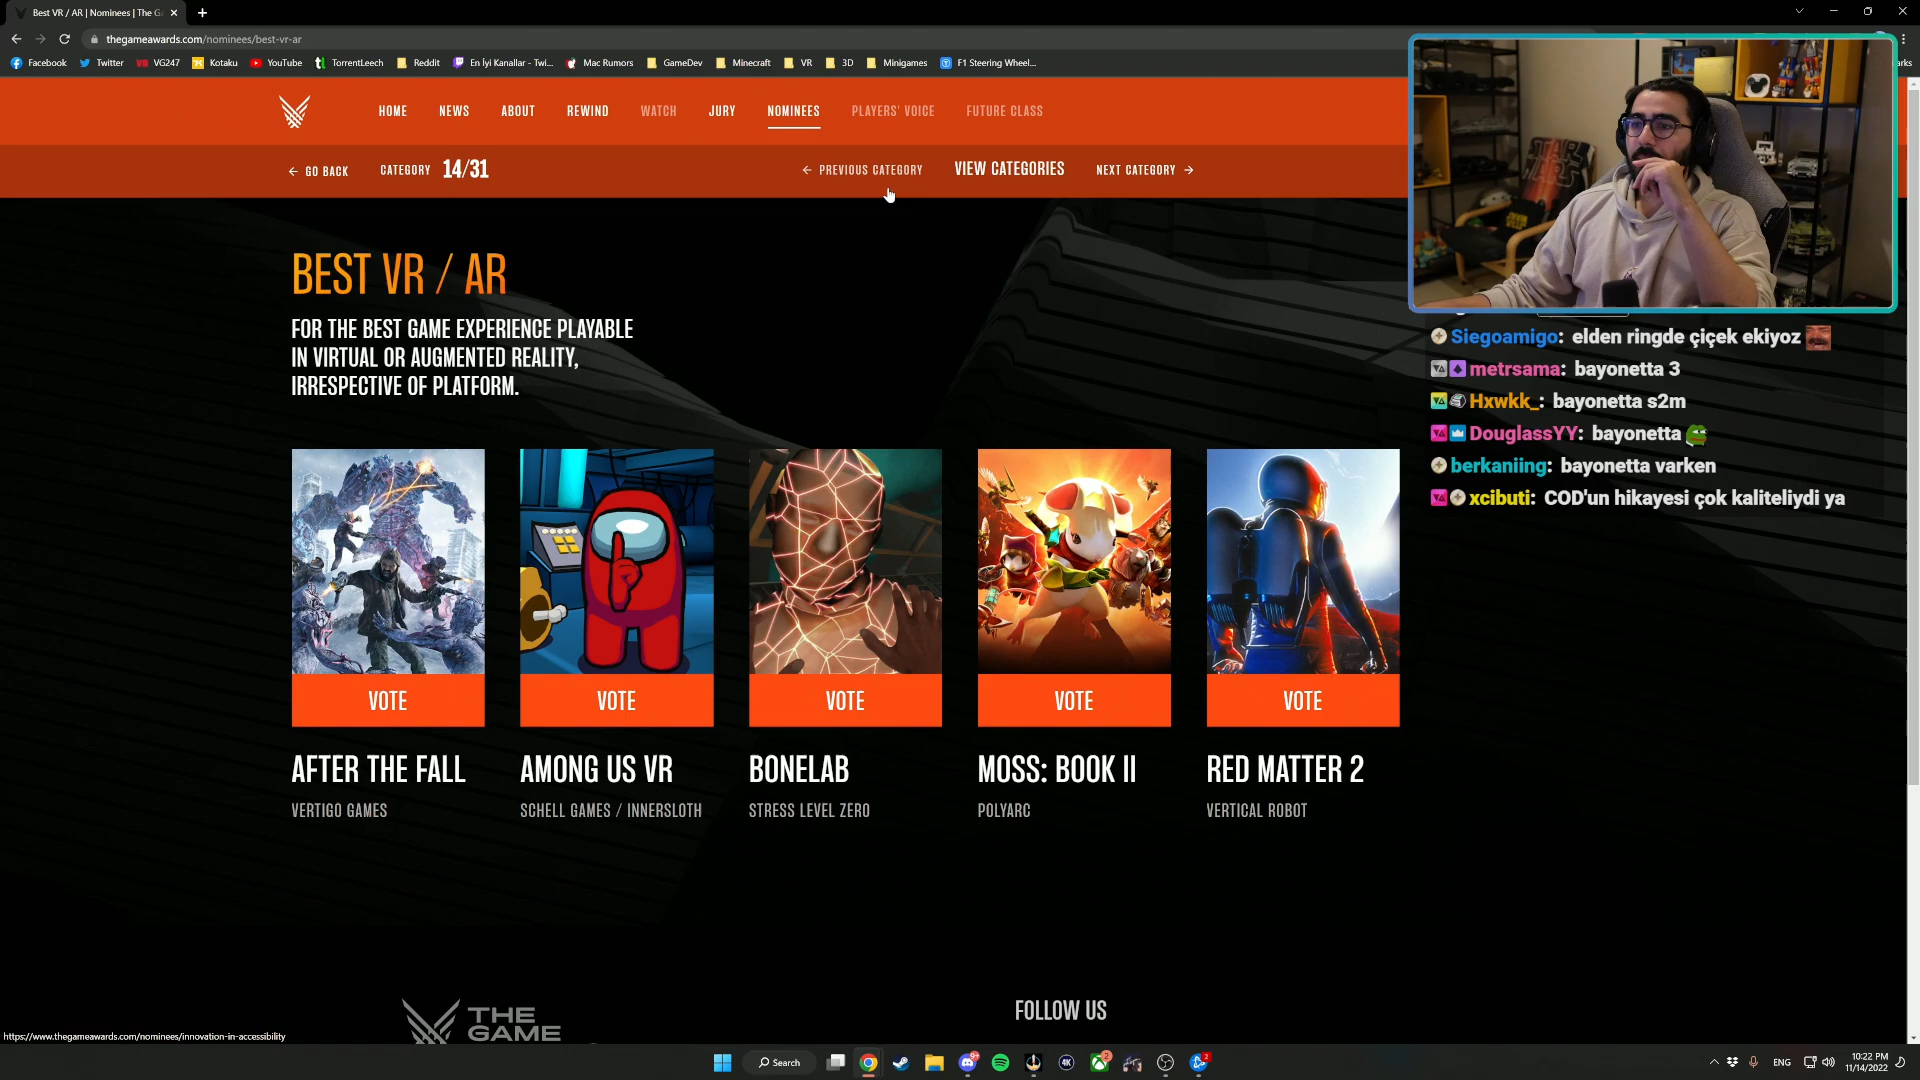 Best VR / AR | Nominees | The G
thegameawards.com/nominees/best-vr-ar
Facebook Twitter VG247 Kotaku YouTube TorrentLeech Reddit En İyi Kanallar - Twi... Mac Rumors GameDev Minecraft VR 3D Minigames F1 Steering Wheel...
HOME NEWS ABOUT REWIND WATCH JURY NOMINEES PLAYERS' VOICE FUTURE CLASS
← GO BACK CATEGORY 14/31 ← PREVIOUS CATEGORY VIEW CATEGORIES NEXT CATEGORY →
BEST VR / AR
FOR THE BEST GAME EXPERIENCE PLAYABLE
IN VIRTUAL OR AUGMENTED REALITY,
IRRESPECTIVE OF PLATFORM.
Siegoamigo: elden ringde çiçek ekiyoz
metrsama: bayonetta 3
Hxwkk_: bayonetta s2m
DouglassYY: bayonetta
berkaniing: bayonetta varken
xcibuti: COD'un hikayesi çok kaliteliydi ya
VOTE VOTE VOTE VOTE VOTE
AFTER THE FALL AMONG US VR BONELAB MOSS: BOOK II RED MATTER 2
VERTIGO GAMES SCHELL GAMES / INNERSLOTH STRESS LEVEL ZERO POLYARC VERTICAL ROBOT
THE
GAME
FOLLOW US
https://www.thegameawards.com/nominees/innovation-in-accessibility
Search
ENG
10:22 PM
11/14/2022